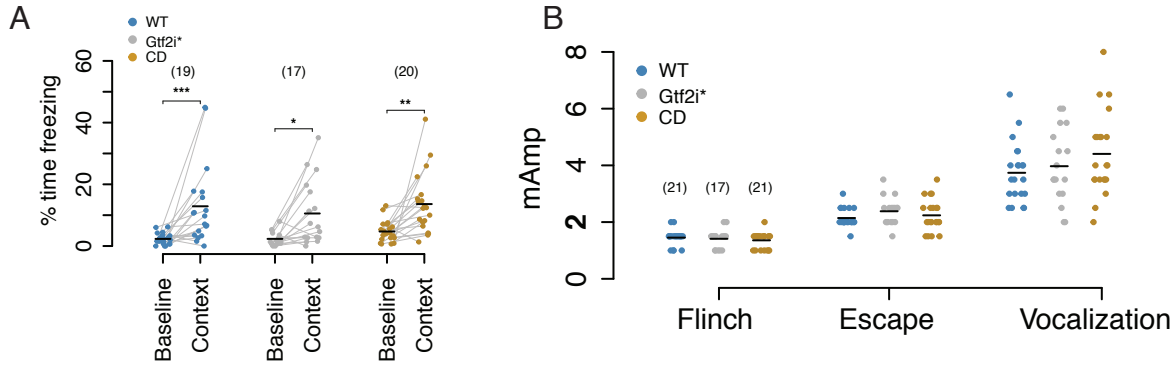 A
WT
Gtf2i*
CD
% time freezing
60
40
20
0
(19)
(17)
(20)
***
*
**
Baseline
Context
Baseline
Context
Baseline
Context
B
WT
Gtf2i*
CD
mAmp
8
6
4
2
0
(21)
(17)
(21)
Flinch
Escape
Vocalization